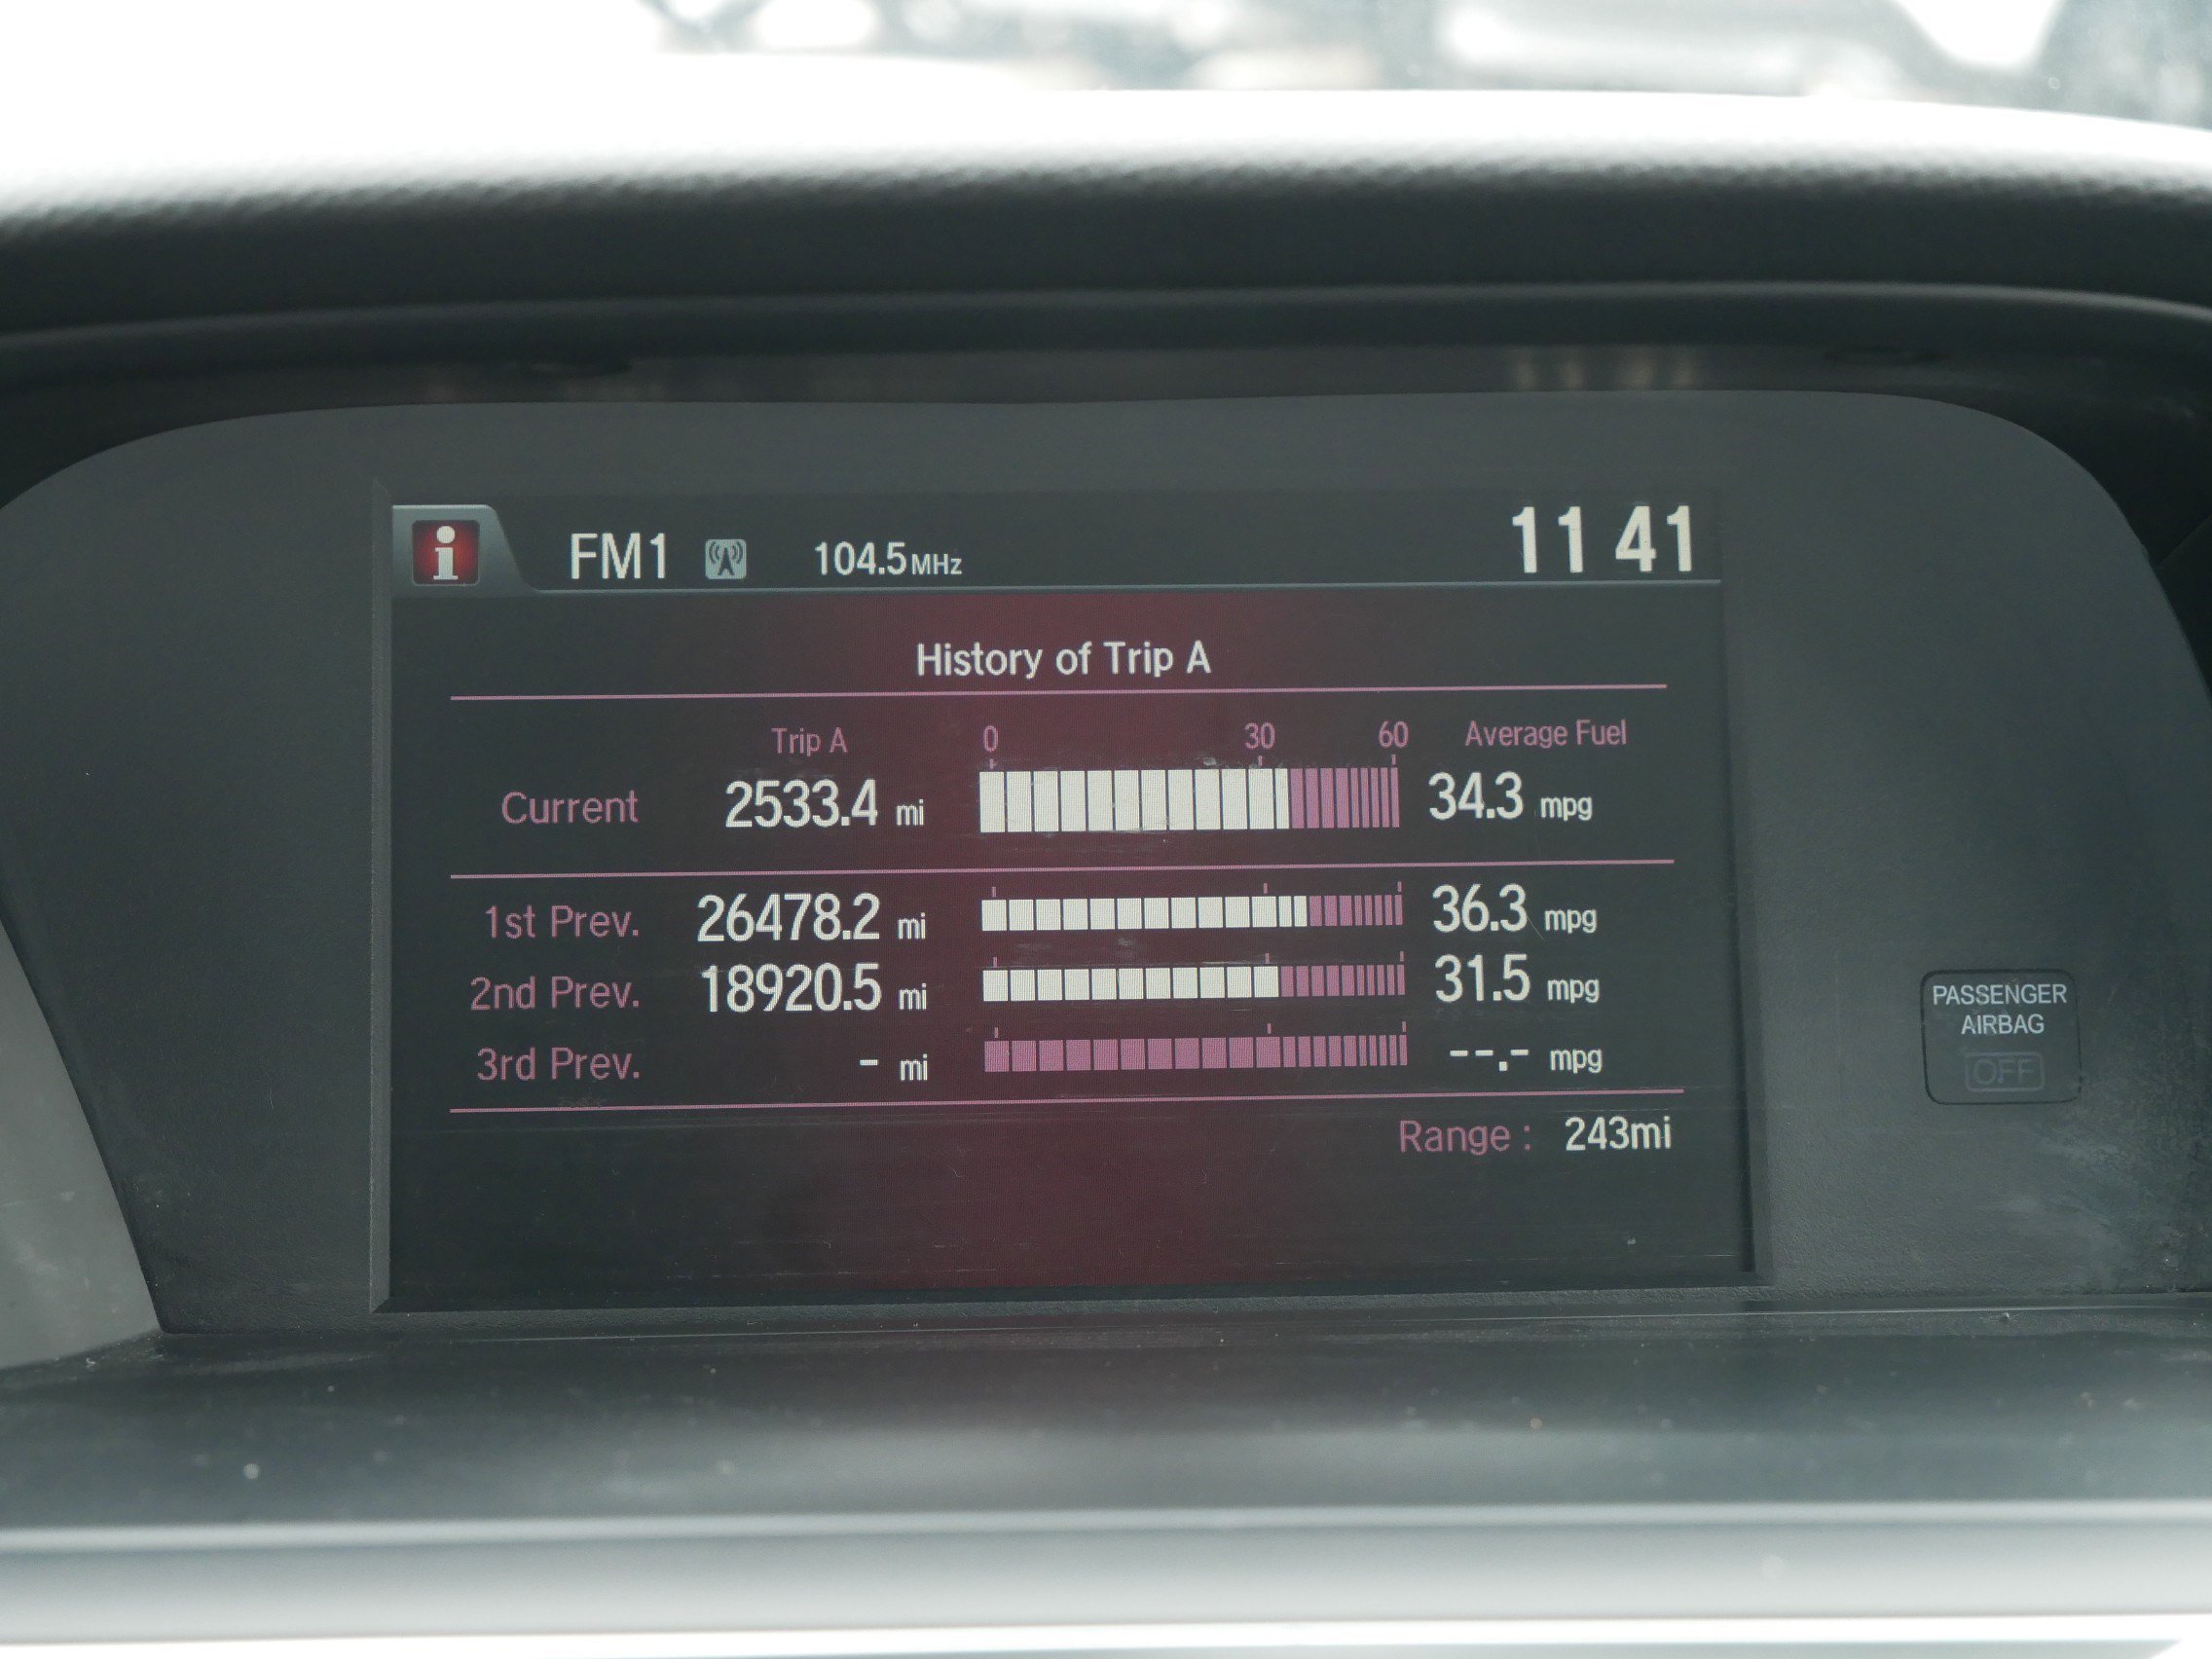 i FM1 104.5MHz 11 41
History of Trip A
Trip A 0 30 60 Average Fuel
Current 2533.4 mi 34.3 mpg
1st Prev. 26478.2 mi 36.3 mpg
2nd Prev. 18920.5 mi 31.5 mpg
3rd Prev. - mi --.- mpg
Range : 243mi
PASSENGER
AIRBAG
OFF